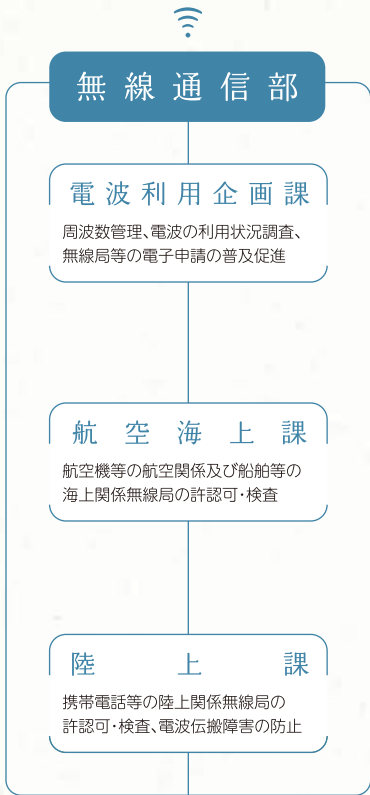 無線通信部
電波利用企画課
周波数管理、電波の利用状況調査、
無線局等の電子申請の普及促進
航空海上課
航空機等の航空関係及び船舶等の
海上関係無線局の許認可・検査
陸上課
携帯電話等の陸上関係無線局の
許認可・検査、電波伝搬障害の防止